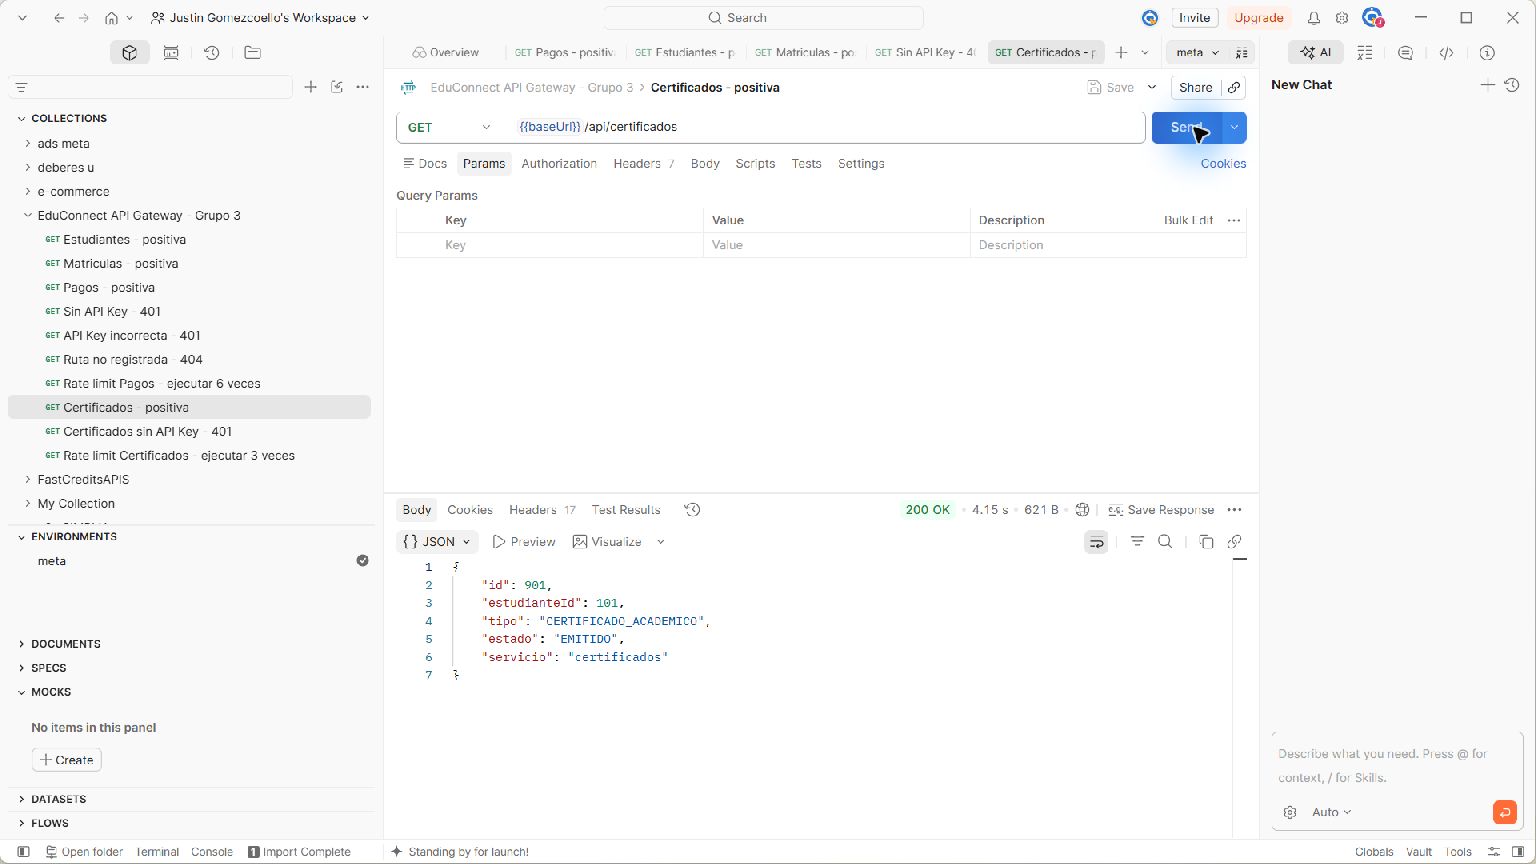 Justin Gomezcoello's Workspace
Search
Invite
Upgrade
Overview
GET Pagos - positiv
GET Estudiantes - p
GET Matriculas - po
GET Sin API Key - 40
GET Certificados - p
meta
AI
EduConnect API Gateway - Grupo 3 > Certificados - positiva
Save
Share
New Chat
COLLECTIONS
ads meta
deberes u
e-commerce
EduConnect API Gateway - Grupo 3
GET Estudiantes - positiva
GET Matriculas - positiva
GET Pagos - positiva
GET Sin API Key - 401
GET API Key incorrecta - 401
GET Ruta no registrada - 404
GET Rate limit Pagos - ejecutar 6 veces
GET Certificados - positiva
GET Certificados sin API Key - 401
GET Rate limit Certificados - ejecutar 3 veces
FastCreditsAPIS
My Collection
ENVIRONMENTS
meta
DOCUMENTS
SPECS
MOCKS
No items in this panel
Create
DATASETS
FLOWS
GET
{{baseUrl}} /api/certificados
Send
Docs
Params
Authorization
Headers 7
Body
Scripts
Tests
Settings
Cookies
Query Params
Key
Value
Description
Bulk Edit
Key
Value
Description
Body
Cookies
Headers 17
Test Results
200 OK • 4.15 s • 621 B
Save Response
{ } JSON
Preview
Visualize
1 {
2 "id": 901,
3 "estudianteId": 101,
4 "tipo": "CERTIFICADO_ACADEMICO",
5 "estado": "EMITIDO",
6 "servicio": "certificados"
7 }
Describe what you need. Press @ for
context, / for Skills.
Auto
Open folder
Terminal
Console
1 Import Complete
Standing by for launch!
Globals
Vault
Tools